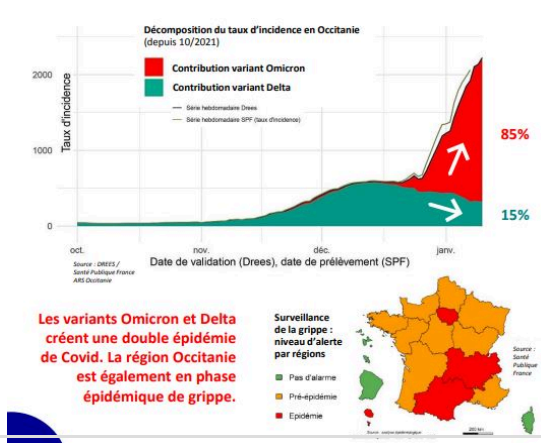 Décomposition du taux d'incidence en Occitanie
(depuis 10/2021)
Contribution variant Omicron
Contribution variant Delta
Série hebdomadaire Drees
Série hebdomadaire SPF (taux d'incidence)
Taux d'incidence
2000
1000
0
85%
15%
oct.
nov.
déc.
janv.
Date de validation (Drees), date de prélèvement (SPF)
Source : DREES /
Santé Publique France
ARS Occitanie
Les variants Omicron et Delta
créent une double épidémie
de Covid. La région Occitanie
est également en phase
épidémique de grippe.
Surveillance
de la grippe :
niveau d'alerte
par régions
Pas d'alarme
Pré-épidémie
Epidémie
Source :
Santé
Publique
France